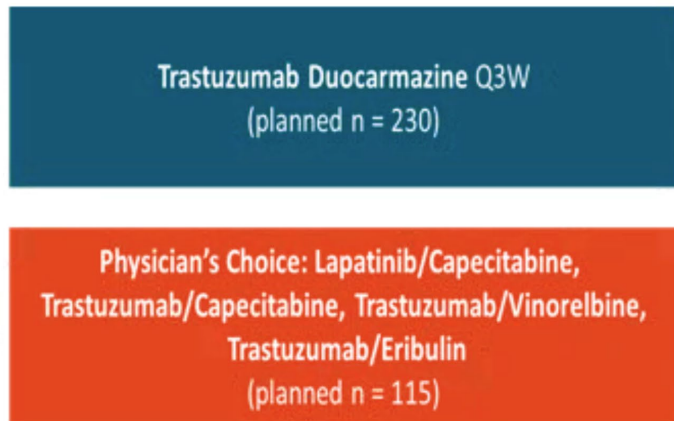 Trastuzumab Duocarmazine Q3W
(planned n = 230)
Physician's Choice: Lapatinib/Capecitabine,
Trastuzumab/Capecitabine, Trastuzumab/Vinorelbine,
Trastuzumab/Eribulin
(planned n = 115)